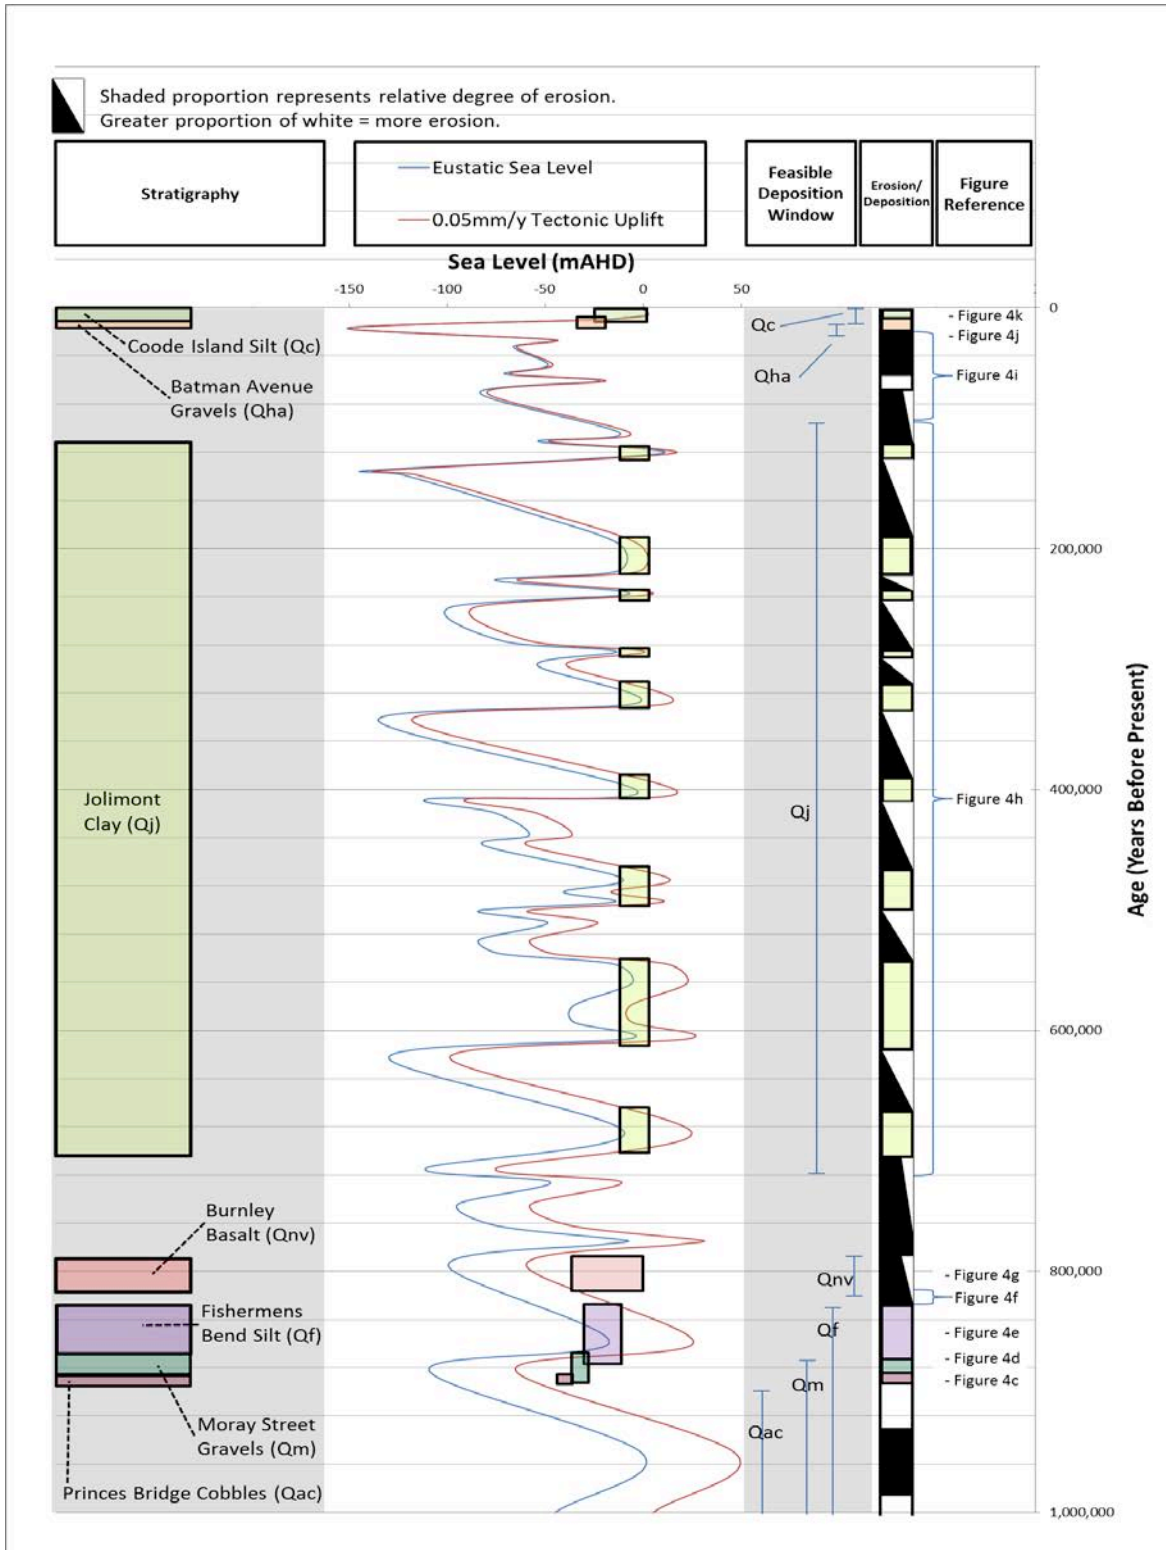 Shaded proportion represents relative degree of erosion.
Greater proportion of white = more erosion.
Stratigraphy
Eustatic Sea Level
0.05mm/y Tectonic Uplift
Feasible
Deposition
Window
Erosion/
Deposition
Figure
Reference
Sea Level (mAHD)
-150
-100
-50
0
50
0
Coode Island Silt (Qc)
Batman Avenue
Gravels (Qha)
Qc
Qha
- Figure 4k
- Figure 4j
Figure 4i
200,000
Jolimont
Clay (Qj)
Qj
Figure 4h
400,000
Age (Years Before Present)
600,000
Burnley
Basalt (Qnv)
Qnv
- Figure 4g
800,000
- Figure 4f
Fishermens
Bend Silt (Qf)
Qf
- Figure 4e
- Figure 4d
Qm
- Figure 4c
Moray Street
Gravels (Qm)
Qac
Princes Bridge Cobbles (Qac)
1,000,000